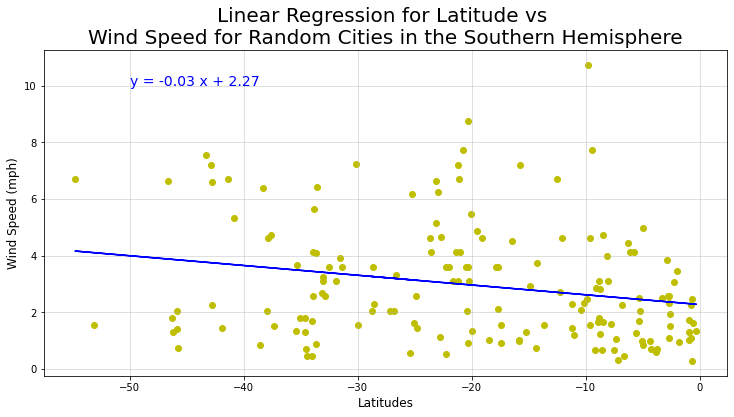 Linear Regression for Latitude vs
Wind Speed for Random Cities in the Southern Hemisphere
y = -0.03 x + 2.27
Wind Speed (mph)
10
8
6
4
2
0
−50
−40
−30
−20
−10
0
Latitudes